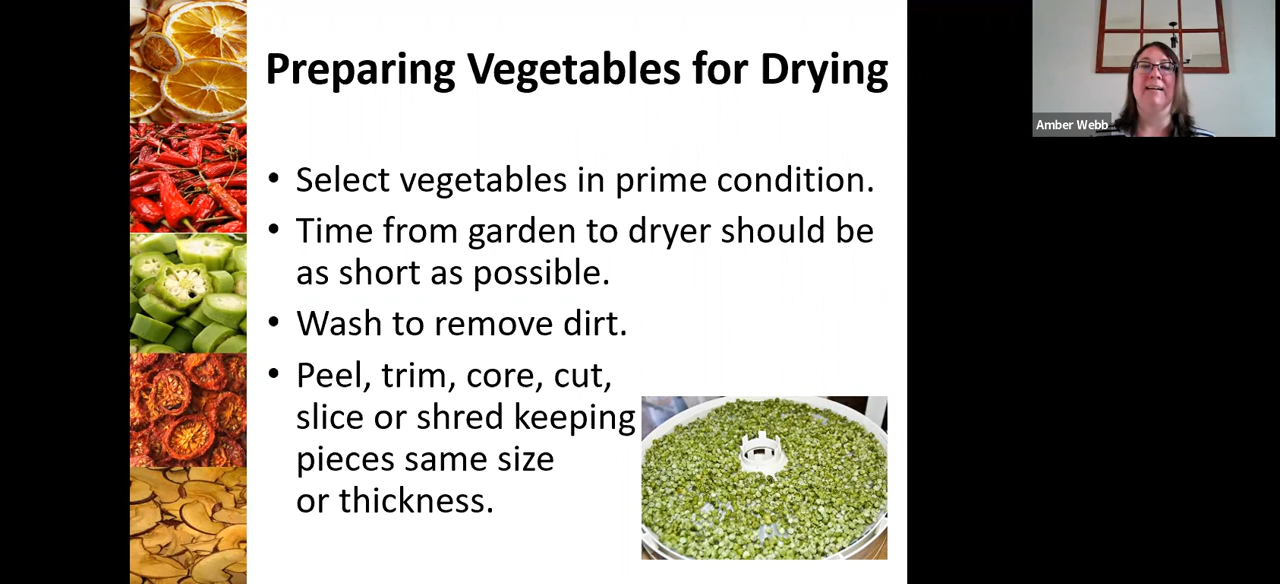 Preparing Vegetables for Drying
• Select vegetables in prime condition.
• Time from garden to dryer should be
as short as possible.
• Wash to remove dirt.
• Peel, trim, core, cut,
slice or shred keeping
pieces same size
or thickness.
Amber Webb